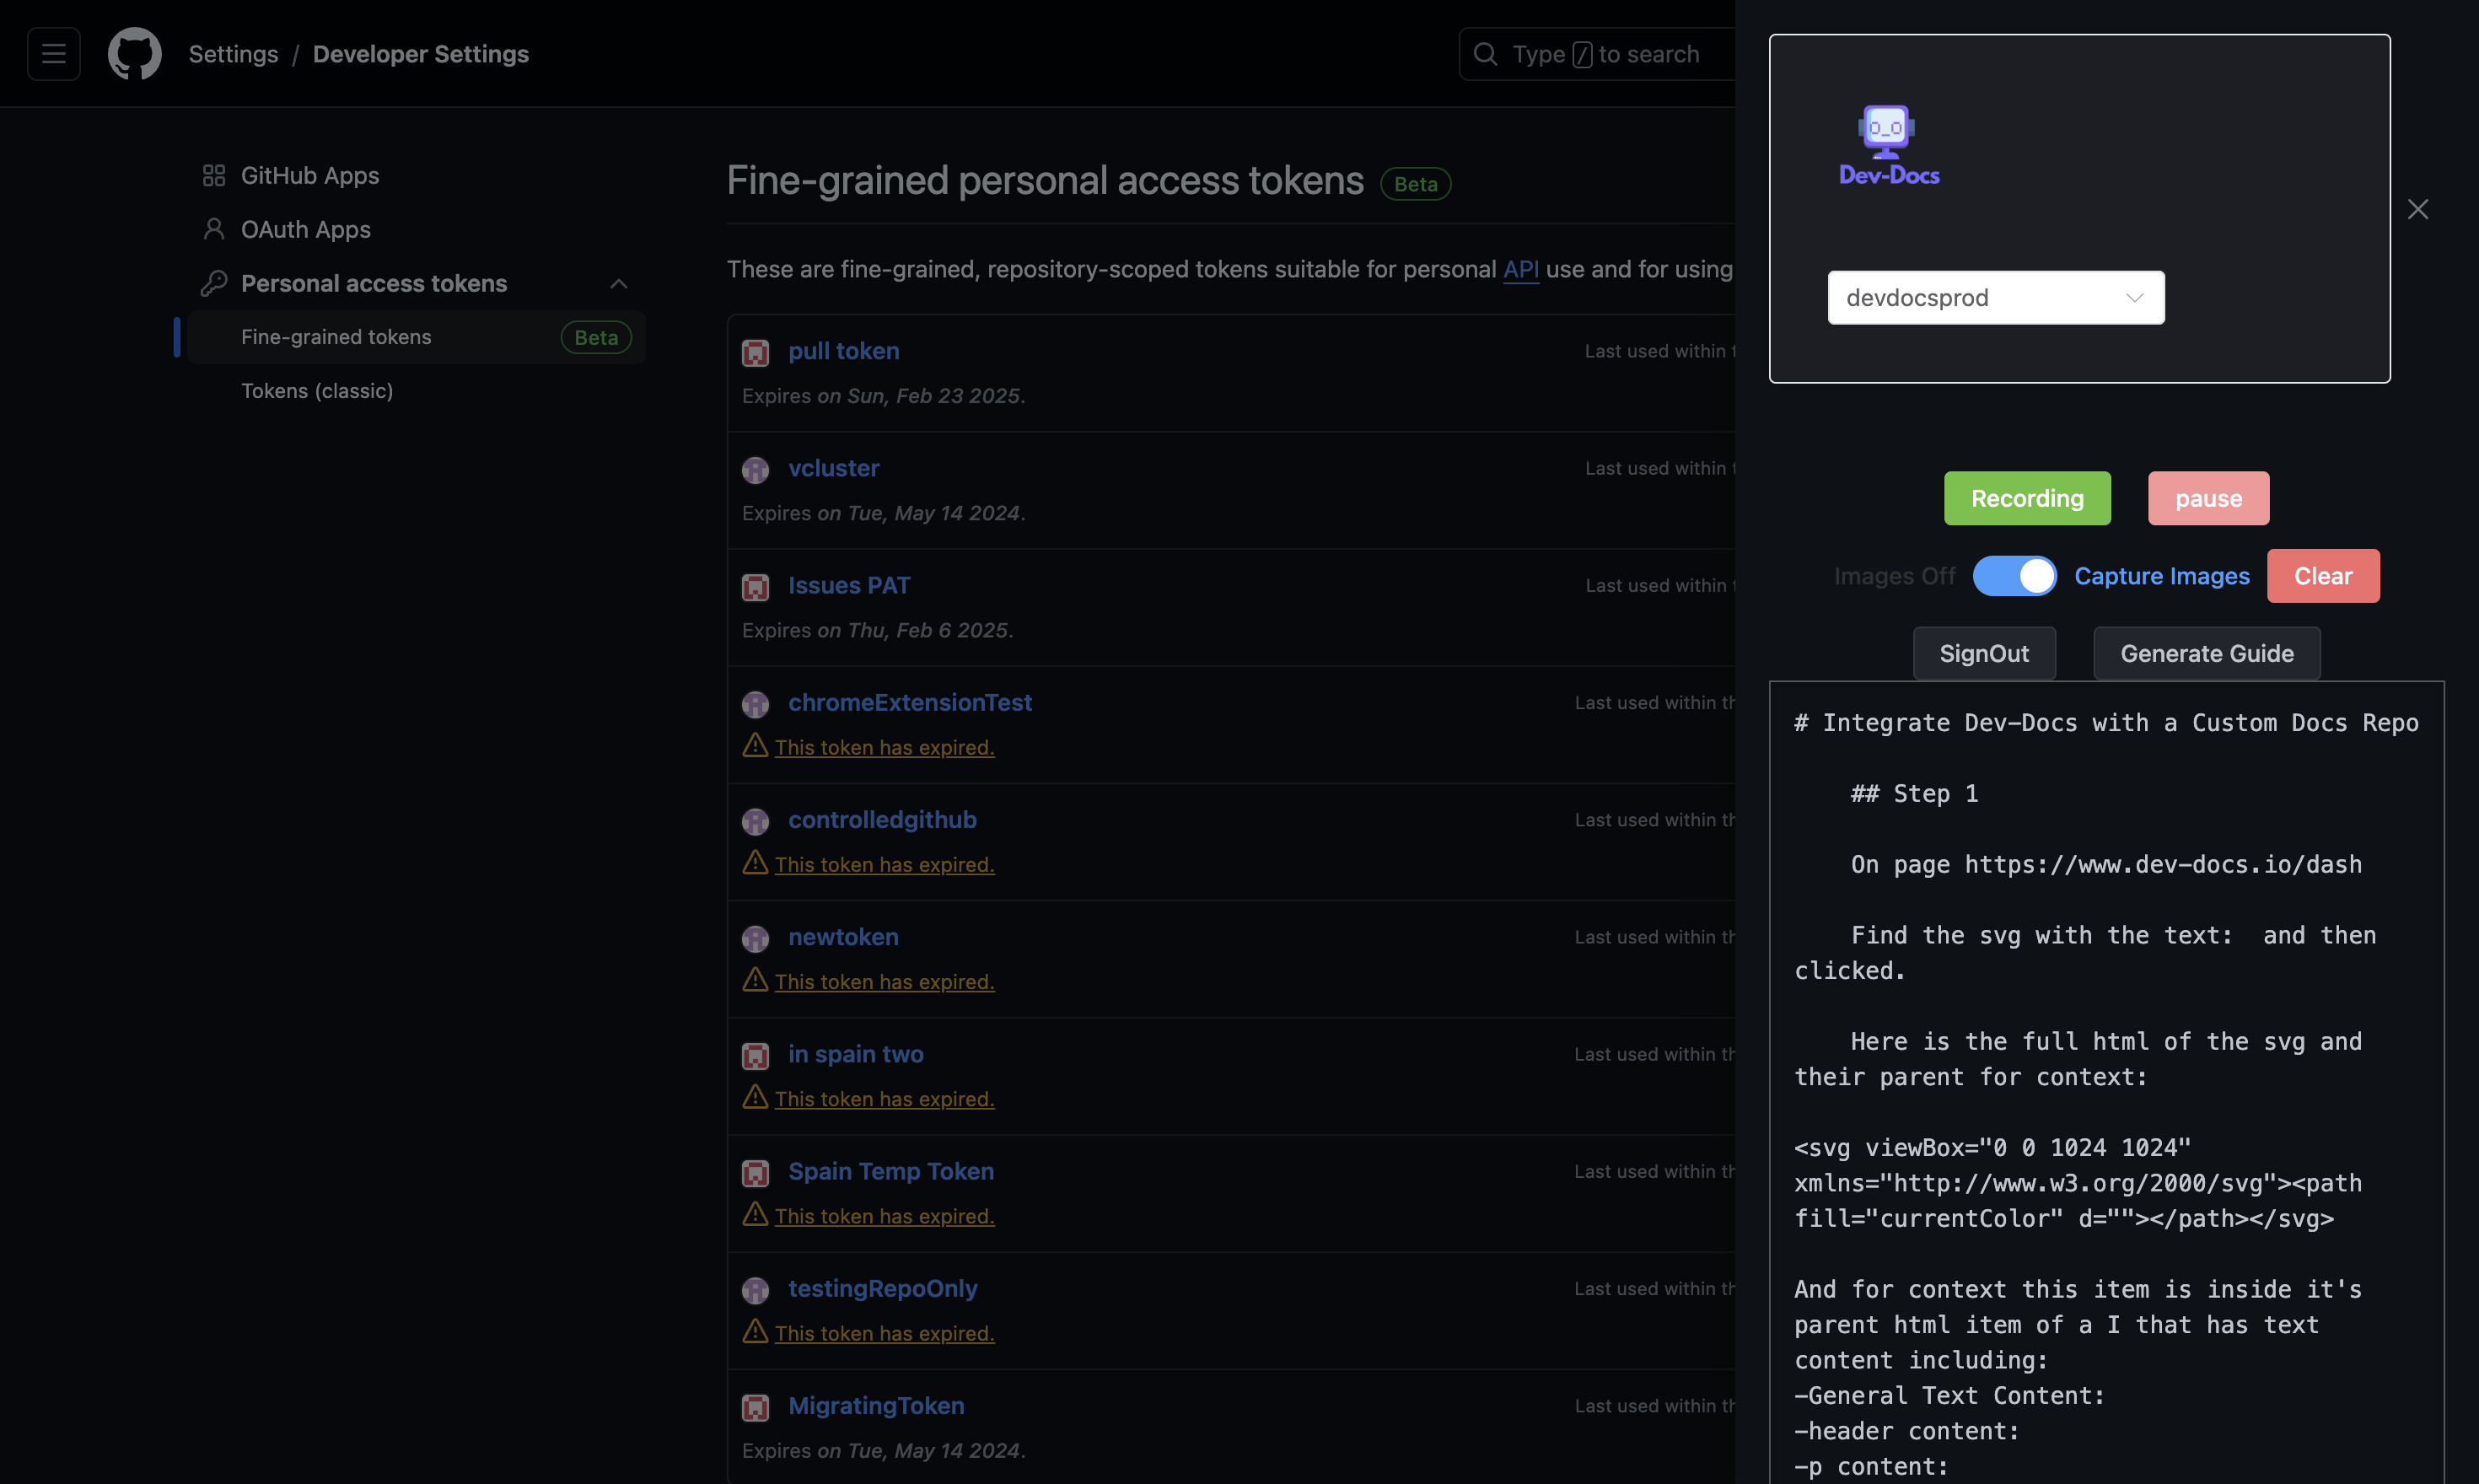 Settings / Developer Settings
Type / to search
GitHub Apps
OAuth Apps
Personal access tokens
Fine-grained tokens Beta
Tokens (classic)
Fine-grained personal access tokens Beta
These are fine-grained, repository-scoped tokens suitable for personal API use and for using
pull token Last used within t
Expires on Sun, Feb 23 2025.
vcluster Last used within t
Expires on Tue, May 14 2024.
Issues PAT Last used within t
Expires on Thu, Feb 6 2025.
chromeExtensionTest Last used within th
This token has expired.
controlledgithub Last used within th
This token has expired.
newtoken Last used within th
This token has expired.
in spain two Last used within th
This token has expired.
Spain Temp Token Last used within th
This token has expired.
testingRepoOnly Last used within th
This token has expired.
MigratingToken Last used within th
Expires on Tue, May 14 2024.
Dev-Docs
devdocsprod
Recording pause
Images Off Capture Images Clear
SignOut Generate Guide
# Integrate Dev-Docs with a Custom Docs Repo
## Step 1
On page https://www.dev-docs.io/dash
Find the svg with the text:  and then
clicked.
Here is the full html of the svg and
their parent for context:
<svg viewBox="0 0 1024 1024"
xmlns="http://www.w3.org/2000/svg"><path
fill="currentColor" d=""></path></svg>
And for context this item is inside it's
parent html item of a I that has text
content including:
-General Text Content:
-header content:
-p content: